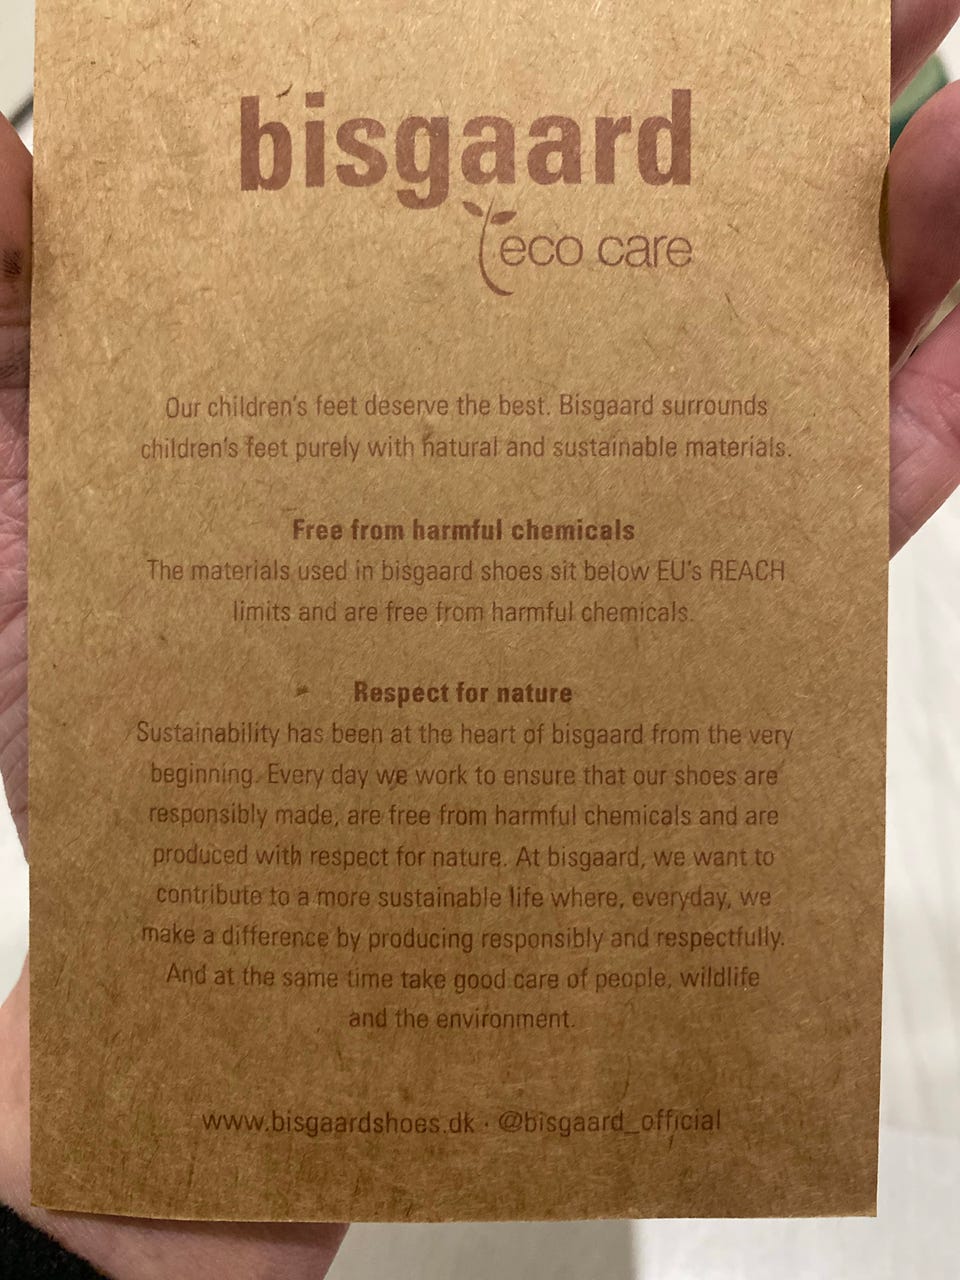 bisgaard
eco care
Our children's feet deserve the best. Bisgaard surrounds
children's feet purely with natural and sustainable materials.
Free from harmful chemicals
The materials used in bisgaard shoes sit below EU's REACH
limits and are free from harmful chemicals.
Respect for nature
Sustainability has been at the heart of bisgaard from the very
beginning. Every day we work to ensure that our shoes are
responsibly made, are free from harmful chemicals and are
produced with respect for nature. At bisgaard, we want to
contribute to a more sustainable life where, everyday, we
make a difference by producing responsibly and respectfully.
And at the same time take good care of people, wildlife
and the environment.
www.bisgaardshoes.dk · @bisgaard_official